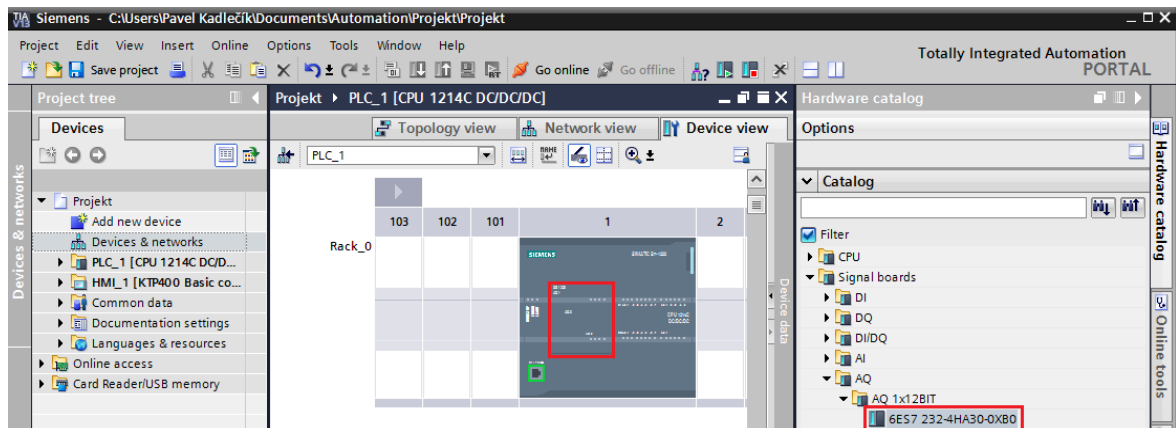 TIA V13 Siemens - C:\Users\Pavel Kadlečík\Documents\Automation\Projekt\Projekt
Project Edit View Insert Online Options Tools Window Help
Totally Integrated Automation
PORTAL
Save project Go online Go offline
Project tree
Devices
Devices & networks
Projekt
Add new device
Devices & networks
PLC_1 [CPU 1214C DC/D...
HMI_1 [KTP400 Basic co...
Common data
Documentation settings
Languages & resources
Online access
Card Reader/USB memory
Projekt PLC_1 [CPU 1214C DC/DC/DC]
Topology view Network view Device view
PLC_1
103 102 101 1 2
Rack_0
SIEMENS
Device data
Hardware catalog
Options
Catalog
Filter
CPU
Signal boards
DI
DQ
DI/DQ
AI
AQ
AQ 1x12BIT
6ES7 232-4HA30-0XB0
Hardware catalog
Online tools